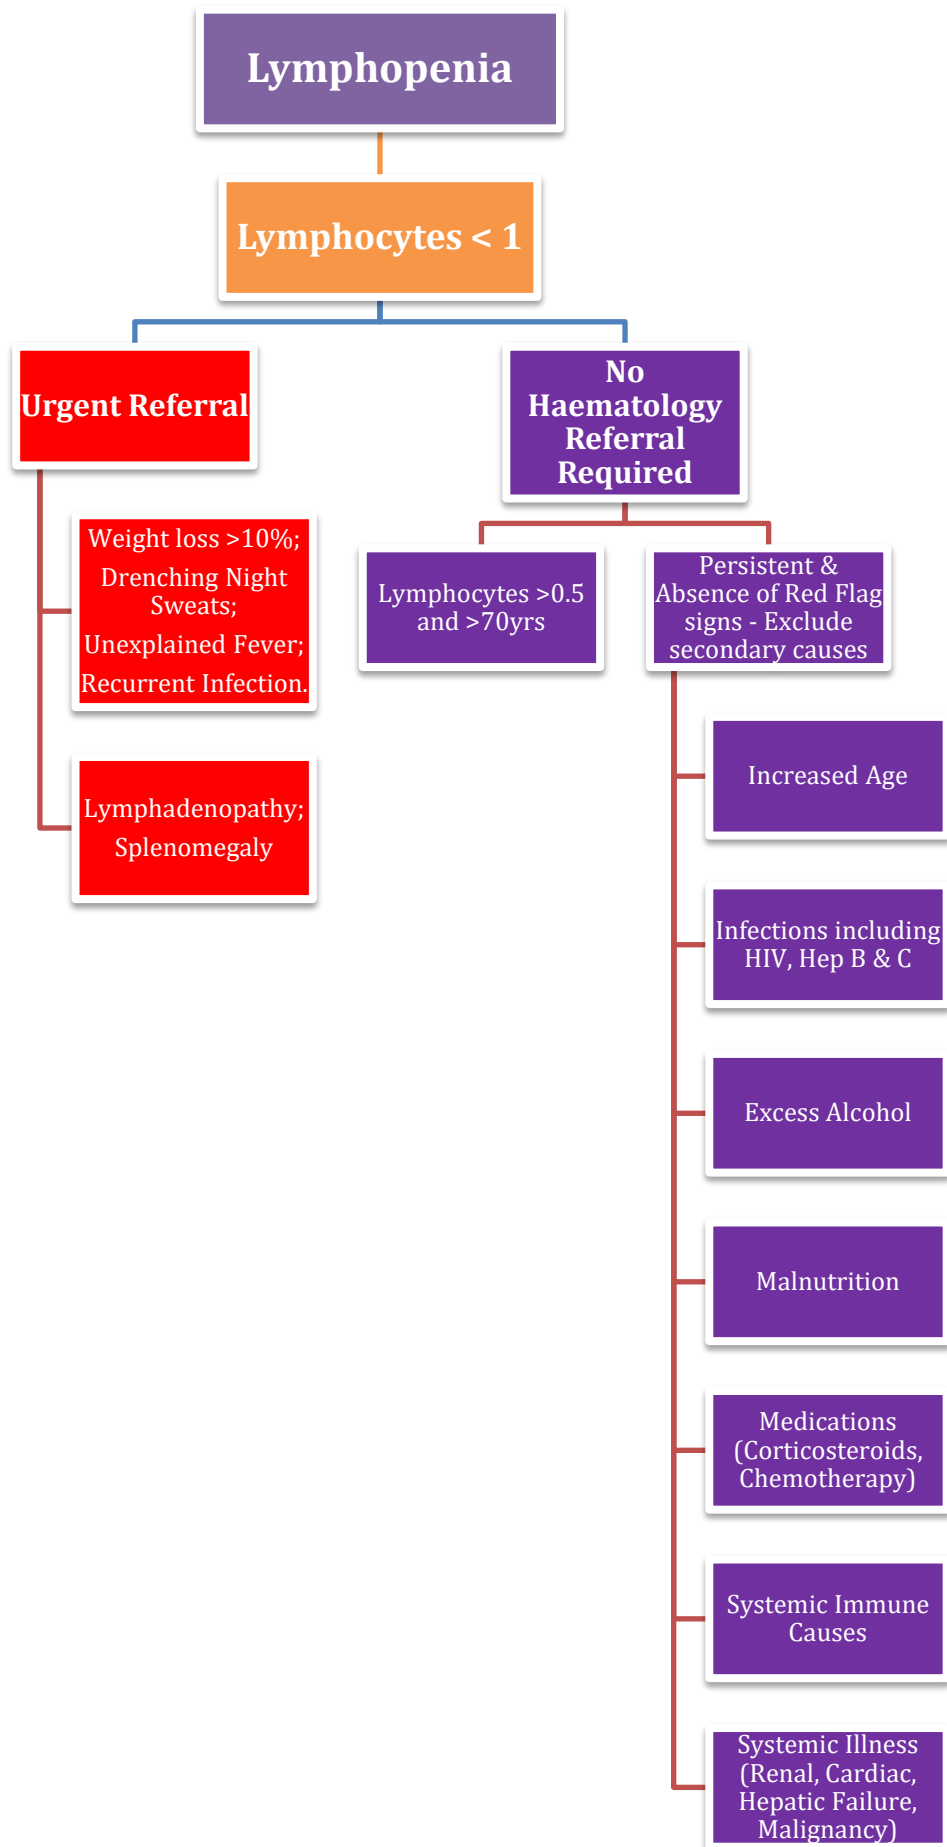 Lymphopenia
Lymphocytes < 1
Urgent Referral
Weight loss >10%;
Drenching Night
Sweats;
Unexplained Fever;
Recurrent Infection.
Lymphadenopathy;
Splenomegaly
No
Haematology
Referral
Required
Lymphocytes >0.5
and >70yrs
Persistent &
Absence of Red Flag
signs - Exclude
secondary causes
Increased Age
Infections including
HIV, Hep B & C
Excess Alcohol
Malnutrition
Medications
(Corticosteroids,
Chemotherapy)
Systemic Immune
Causes
Systemic Illness
(Renal, Cardiac,
Hepatic Failure,
Malignancy)